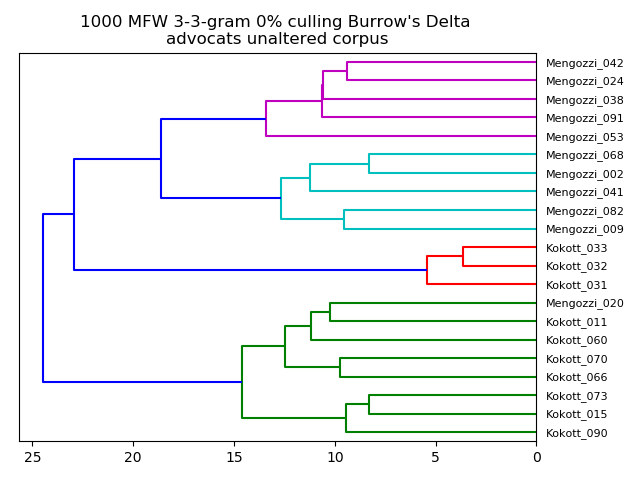 1000 MFW 3-3-gram 0% culling Burrow's Delta
advocats unaltered corpus
Mengozzi_042
Mengozzi_024
Mengozzi_038
Mengozzi_091
Mengozzi_053
Mengozzi_068
Mengozzi_002
Mengozzi_041
Mengozzi_082
Mengozzi_009
Kokott_033
Kokott_032
Kokott_031
Mengozzi_020
Kokott_011
Kokott_060
Kokott_070
Kokott_066
Kokott_073
Kokott_015
Kokott_090
25 20 15 10 5 0